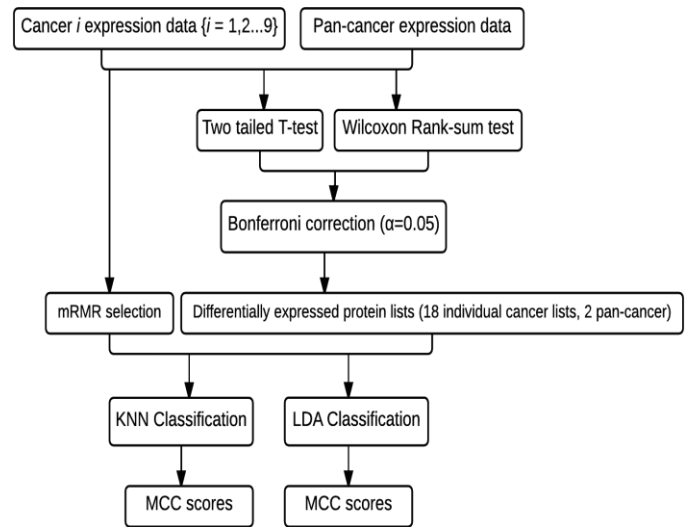 Cancer i expression data {i = 1,2...9}
Pan-cancer expression data
Two tailed T-test
Wilcoxon Rank-sum test
Bonferroni correction (α=0.05)
mRMR selection
Differentially expressed protein lists (18 individual cancer lists, 2 pan-cancer)
KNN Classification
LDA Classification
MCC scores
MCC scores